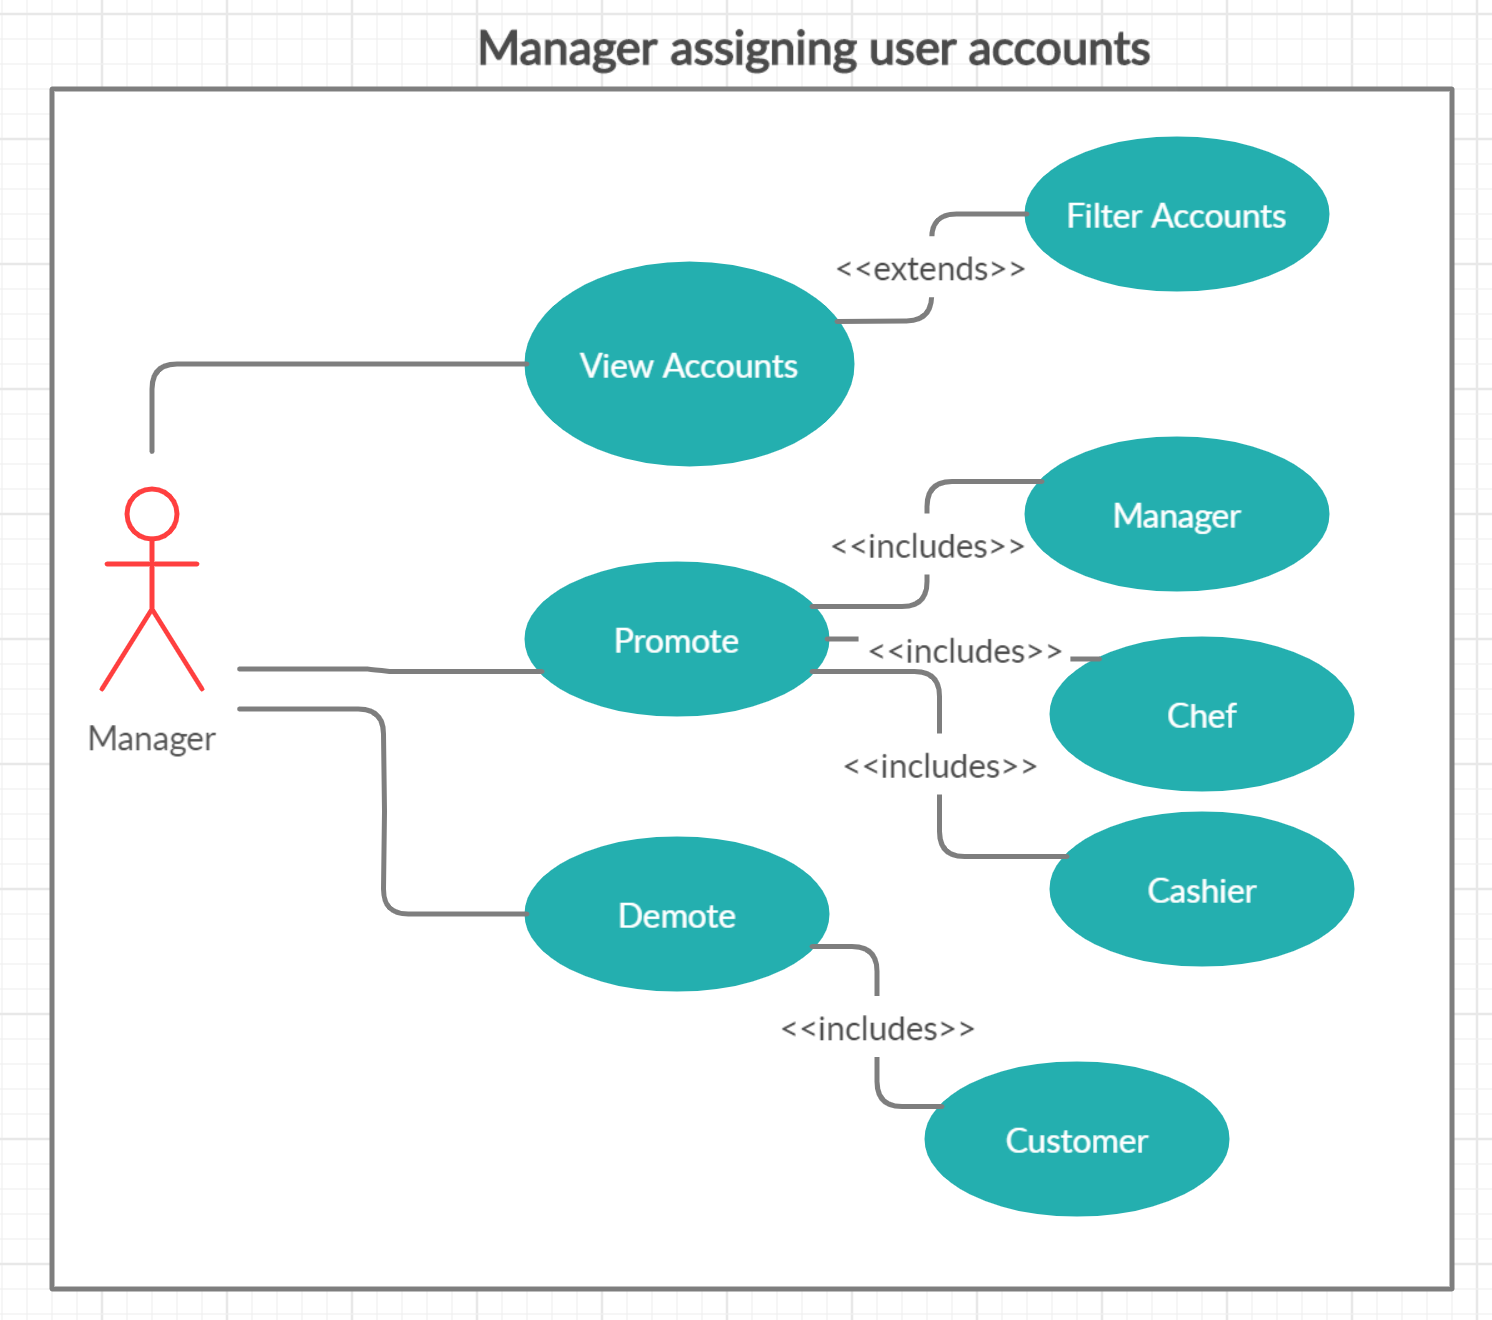 Manager assigning user accounts
Filter Accounts
<<extends>>
View Accounts
Manager
<<includes>>
Promote
<<includes>>
Chef
Manager
<<includes>>
Cashier
Demote
<<includes>>
Customer